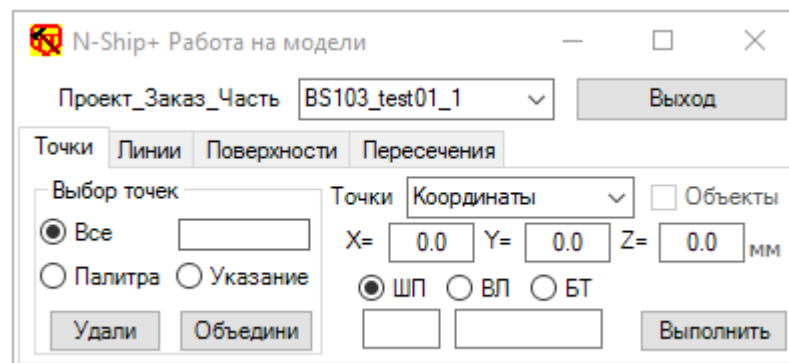 N-Ship+ Работа на модели
Проект_Заказ_Часть BS103_test01_1 Выход
Точки Линии Поверхности Пересечения
Выбор точек Точки Координаты Объекты
Все X= 0.0 Y= 0.0 Z= 0.0 мм
Палитра Указание ШП ВЛ БТ
Удали Объедини Выполнить